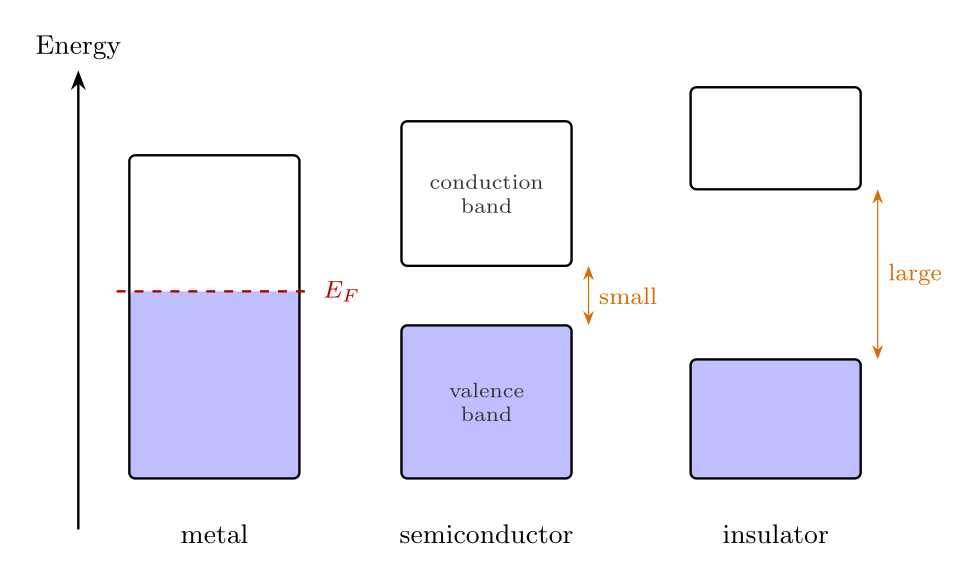 Energy
conduction
band
E_F
small
large
valence
band
metal
semiconductor
insulator